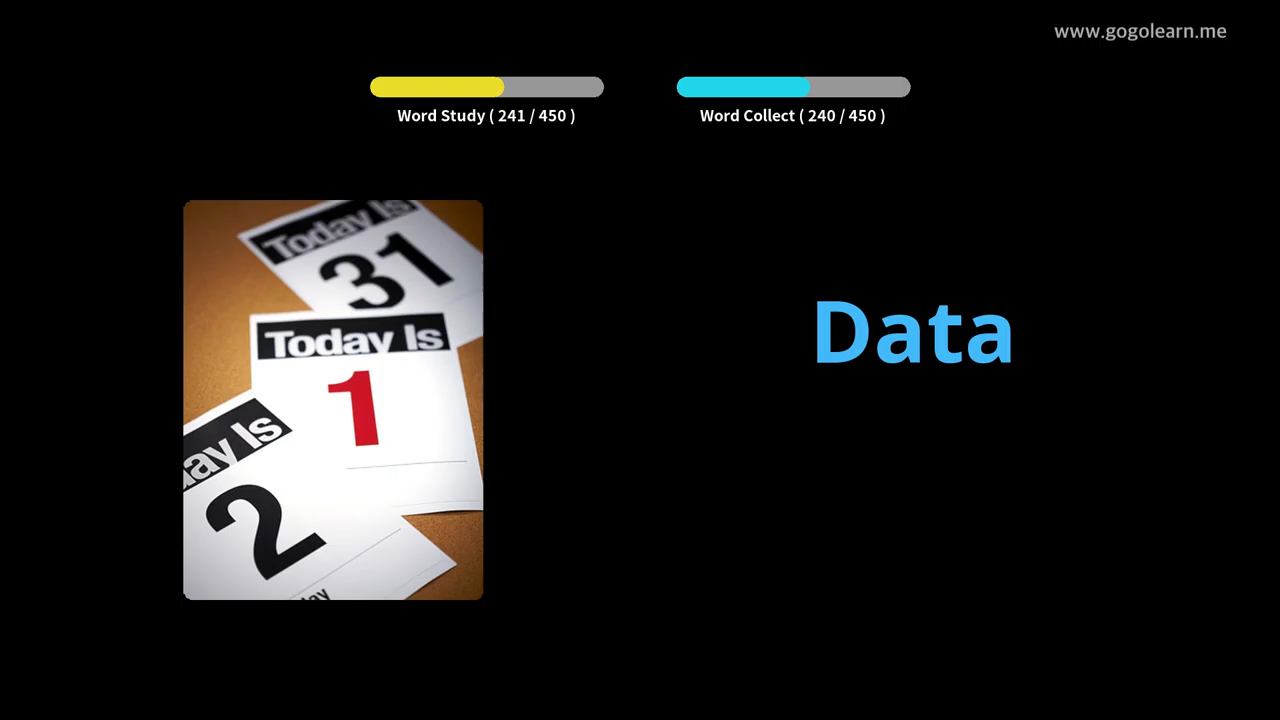 www.gogolearn.me
Word Study ( 241 / 450 )
Word Collect ( 240 / 450 )
Today Is
31
Today Is
1
ay Is
2
Data